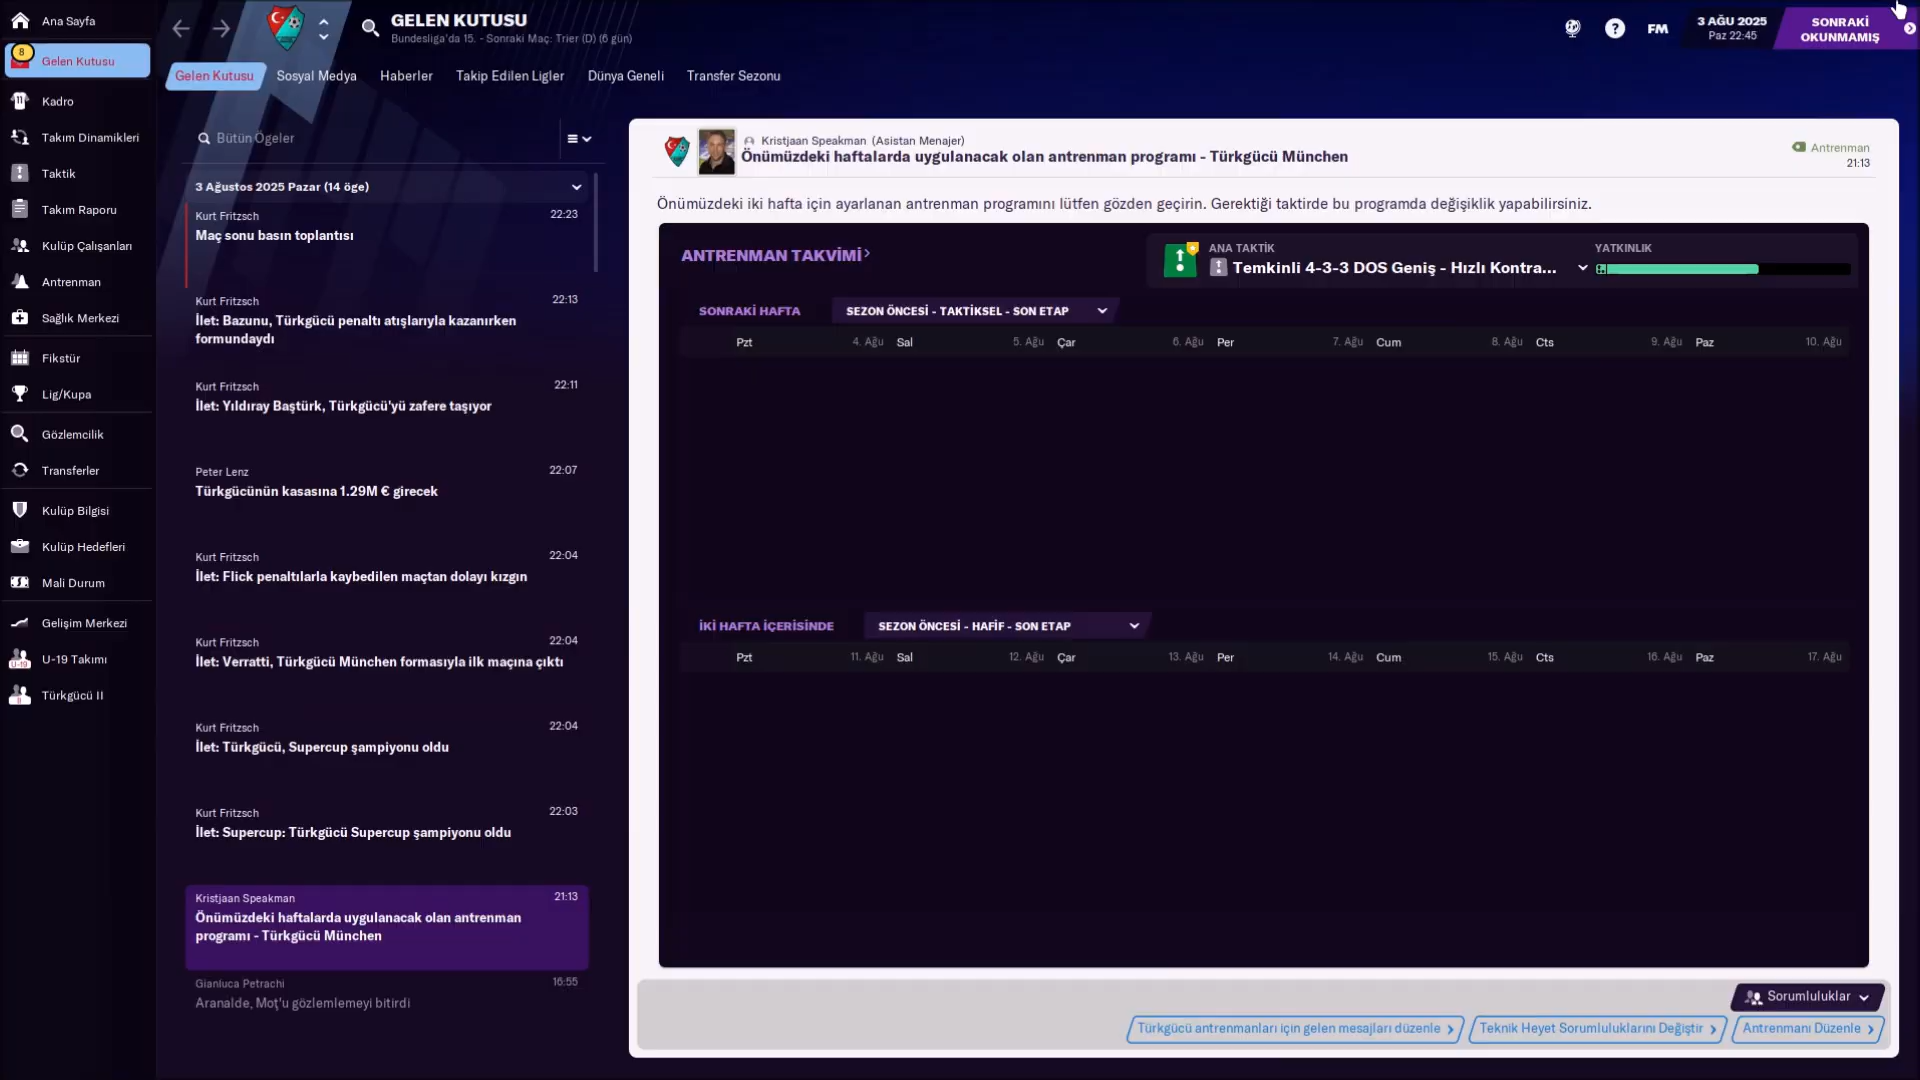 Ana Sayfa
8
Gelen Kutusu
Kadro
Takım Dinamikleri
Taktik
Takım Raporu
Kulüp Çalışanları
Antrenman
Sağlık Merkezi
Fikstür
Lig/Kupa
Gözlemcilik
Transferler
Kulüp Bilgisi
Kulüp Hedefleri
Mali Durum
Gelişim Merkezi
U-19 Takımı
Türkgücü II
GELEN KUTUSU
Bundesliga'da 15. - Sonraki Maç: Trier (D) (6 gün)
FM
3 AĞU 2025
Paz 22:45
SONRAKİ
OKUNMAMIŞ
Gelen Kutusu Sosyal Medya Haberler Takip Edilen Ligler Dünya Geneli Transfer Sezonu
Bütün Ögeler
3 Ağustos 2025 Pazar (14 öge)
Kurt Fritzsch 22:23
Maç sonu basın toplantısı
Kurt Fritzsch 22:13
İlet: Bazunu, Türkgücü penaltı atışlarıyla kazanırken
formundaydı
Kurt Fritzsch 22:11
İlet: Yıldıray Baştürk, Türkgücü'yü zafere taşıyor
Peter Lenz 22:07
Türkgücünün kasasına 1.29M € girecek
Kurt Fritzsch 22:04
İlet: Flick penaltılarla kaybedilen maçtan dolayı kızgın
Kurt Fritzsch 22:04
İlet: Verratti, Türkgücü München formasıyla ilk maçına çıktı
Kurt Fritzsch 22:04
İlet: Türkgücü, Supercup şampiyonu oldu
Kurt Fritzsch 22:03
İlet: Supercup: Türkgücü Supercup şampiyonu oldu
Kristjaan Speakman 21:13
Önümüzdeki haftalarda uygulanacak olan antrenman
programı - Türkgücü München
Gianluca Petrachi 16:55
Aranalde, Moț'u gözlemlemeyi bitirdi
Kristjaan Speakman (Asistan Menajer)
Önümüzdeki haftalarda uygulanacak olan antrenman programı - Türkgücü München
Antrenman
21:13
Önümüzdeki iki hafta için ayarlanan antrenman programını lütfen gözden geçirin. Gerektiği taktirde bu programda değişiklik yapabilirsiniz.
ANTRENMAN TAKVİMİ
ANA TAKTİK
Temkinli 4-3-3 DOS Geniş - Hızlı Kontra...
YATKINLIK
SONRAKİ HAFTA SEZON ÖNCESİ - TAKTİKSEL - SON ETAP
Pzt 4. Ağu Sal 5. Ağu Çar 6. Ağu Per 7. Ağu Cum 8. Ağu Cts 9. Ağu Paz 10. Ağu
İKİ HAFTA İÇERİSİNDE SEZON ÖNCESİ - HAFİF - SON ETAP
Pzt 11. Ağu Sal 12. Ağu Çar 13. Ağu Per 14. Ağu Cum 15. Ağu Cts 16. Ağu Paz 17. Ağu
Sorumluluklar
Türkgücü antrenmanları için gelen mesajları düzenle Teknik Heyet Sorumluluklarını Değiştir Antrenmanı Düzenle